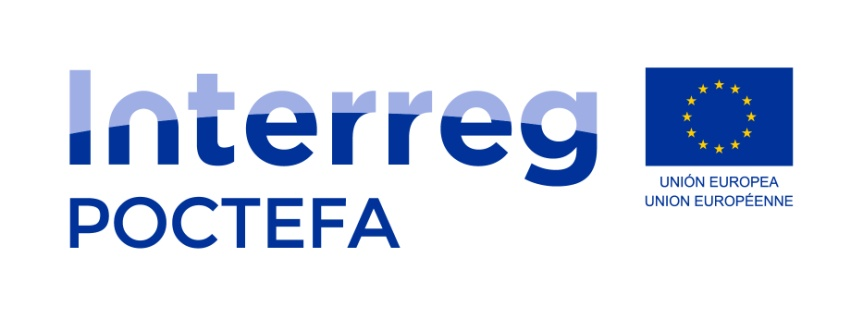 Interreg
POCTEFA
UNIÓN EUROPEA
UNION EUROPÉENNE